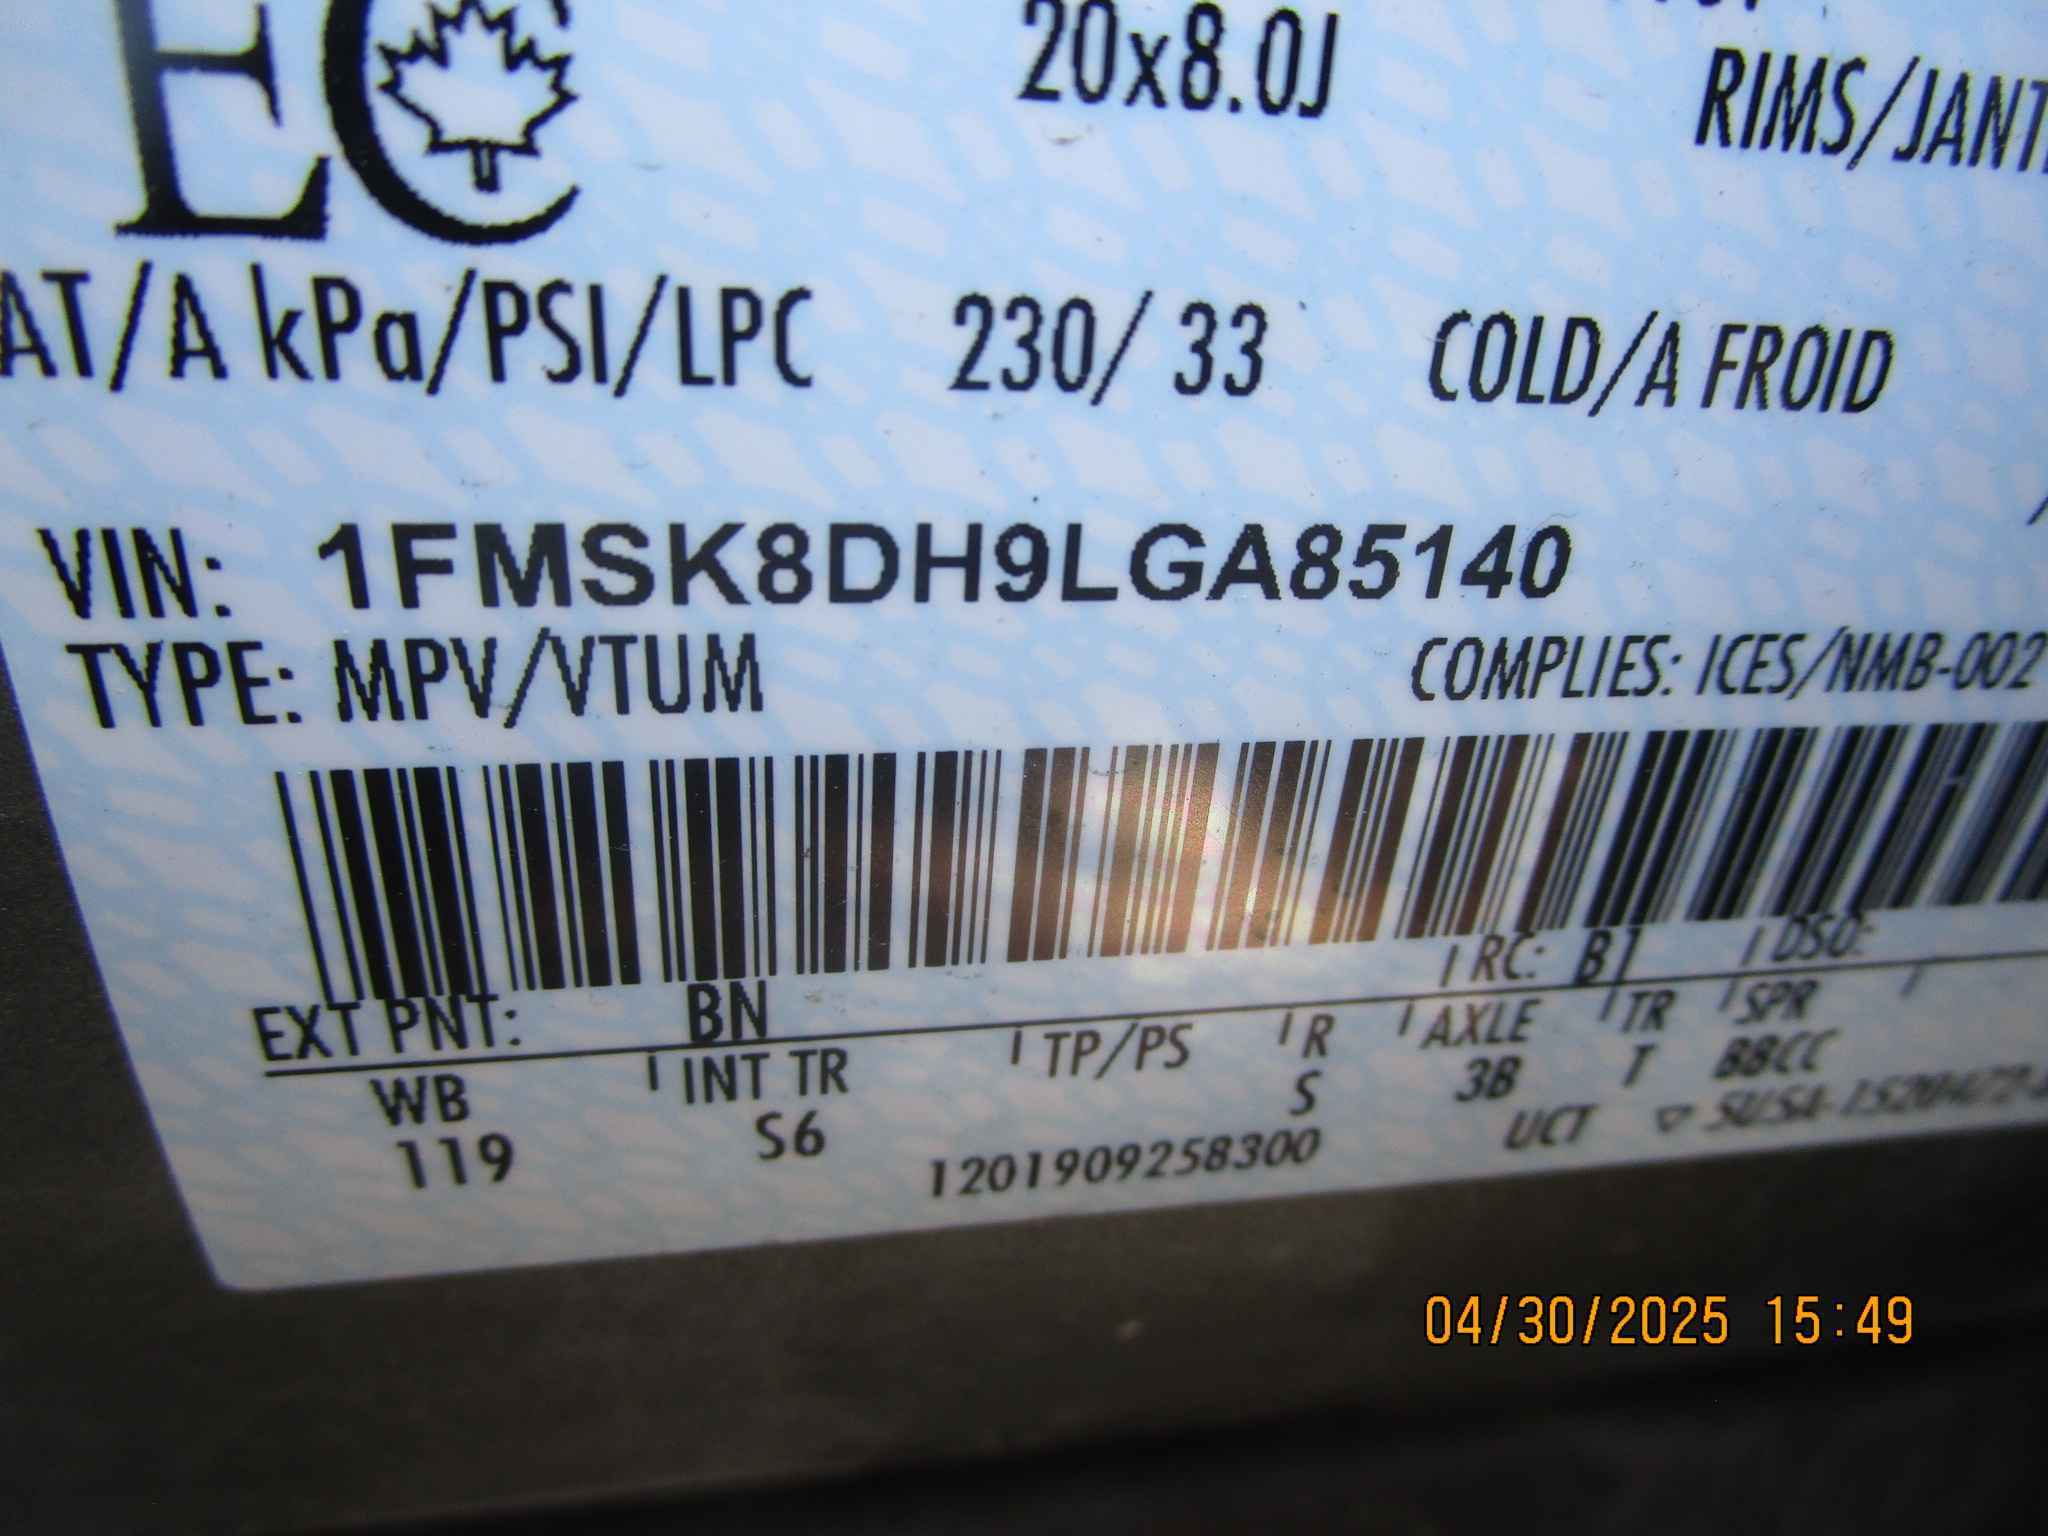 EC
20x8.0J
RIMS/JANT
AT/A kPa/PSI/LPC 230/ 33 COLD/A FROID
VIN: 1FMSK8DH9LGA85140
TYPE: MPV/VTUM COMPLIES: ICES/NMB-002
EXT PNT: BN RC: B1 DSO:
WB INT TR TP/PS R AXLE TR SPR
119 S6 S 3B T BBCC
1201909258300 UCT
04/30/2025 15:49